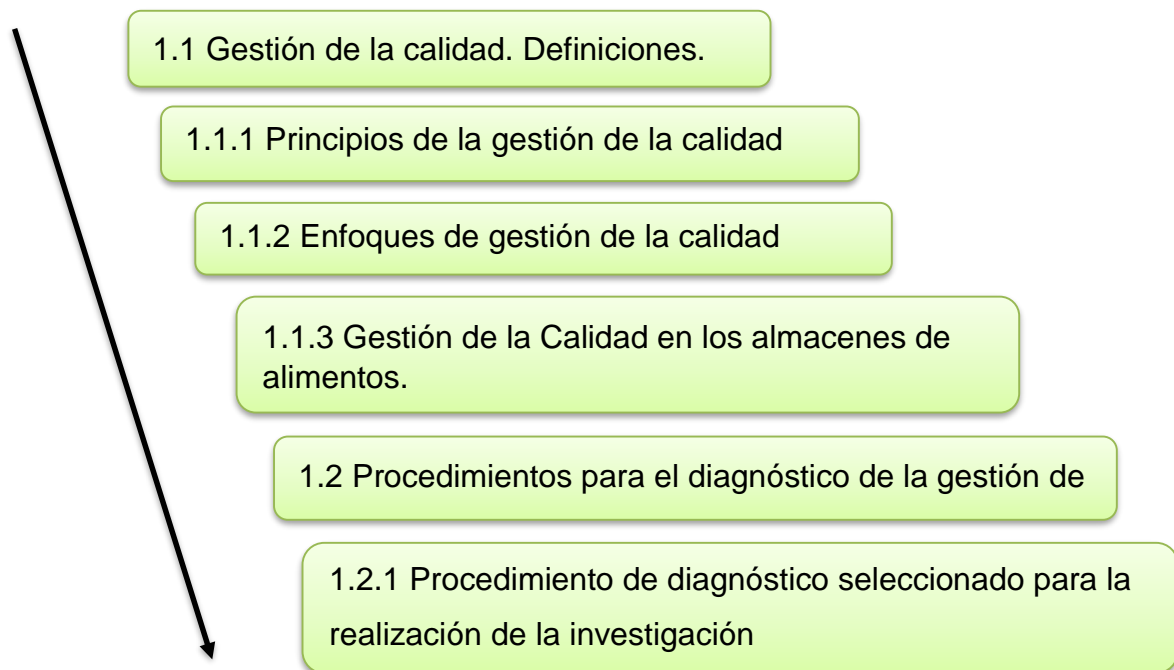 1.1 Gestión de la calidad. Definiciones.
1.1.1 Principios de la gestión de la calidad
1.1.2 Enfoques de gestión de la calidad
1.1.3 Gestión de la Calidad en los almacenes de
alimentos.
1.2 Procedimientos para el diagnóstico de la gestión de
1.2.1 Procedimiento de diagnóstico seleccionado para la
realización de la investigación